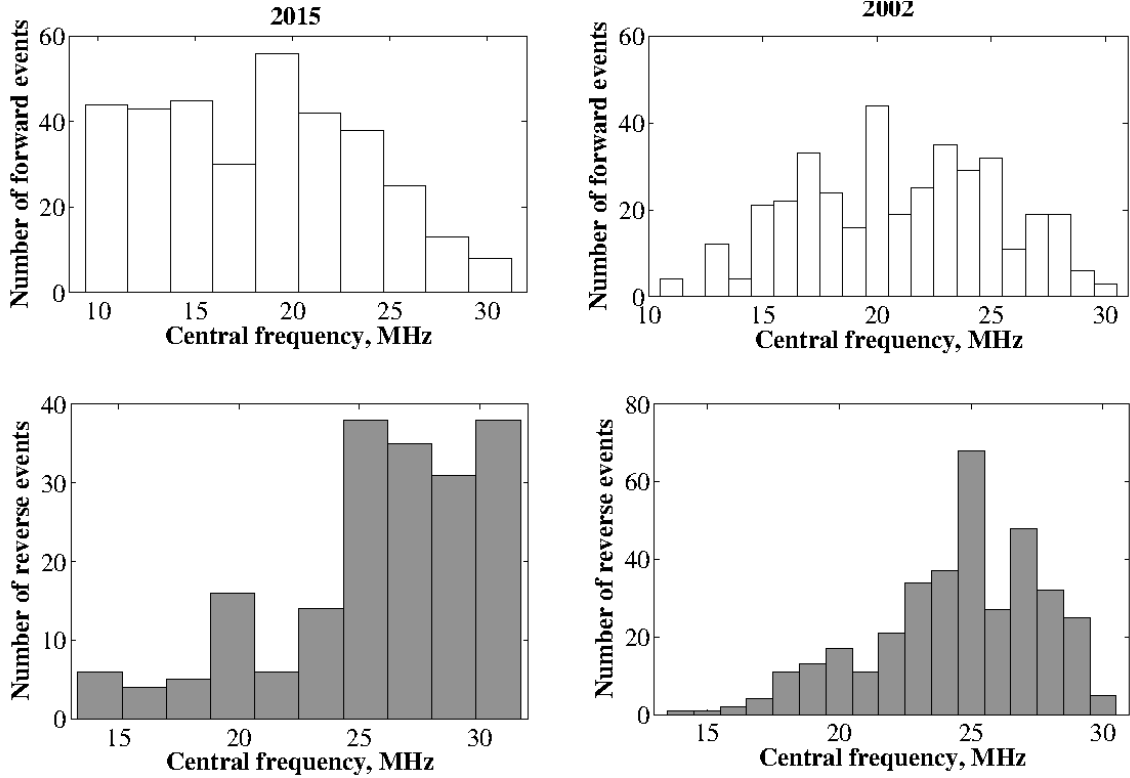 2015
Number of forward events
60
40
20
0
10 15 20 25 30
Central frequency, MHz
2002
Number of forward events
60
40
20
0
10 15 20 25 30
Central frequency, MHz
Number of reverse events
40
30
20
10
0
15 20 25 30
Central frequency, MHz
Number of reverse events
80
60
40
20
0
15 20 25 30
Central frequency, MHz